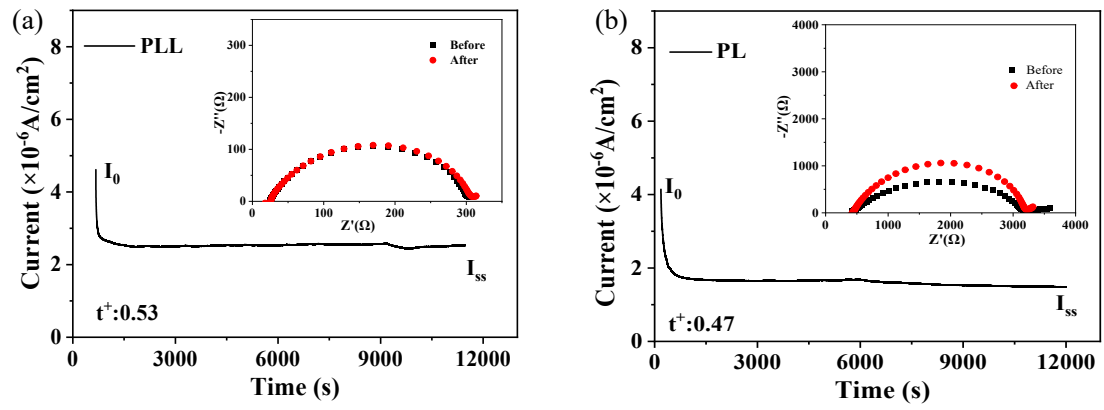 (a)
PLL
Current (×10⁻⁶A/cm²)
8
6
4
2
0
I₀
Iₛₛ
t⁺:0.53
0 3000 6000 9000 12000
Time (s)
-Z''(Ω)
300
200
100
0
0 100 200 300
Z'(Ω)
Before
After
(b)
PL
Current (×10⁻⁶A/cm²)
8
6
4
2
0
I₀
Iₛₛ
t⁺:0.47
0 3000 6000 9000 12000
Time (s)
-Z''(Ω)
4000
3000
2000
1000
0
0 1000 2000 3000 4000
Z'(Ω)
Before
After